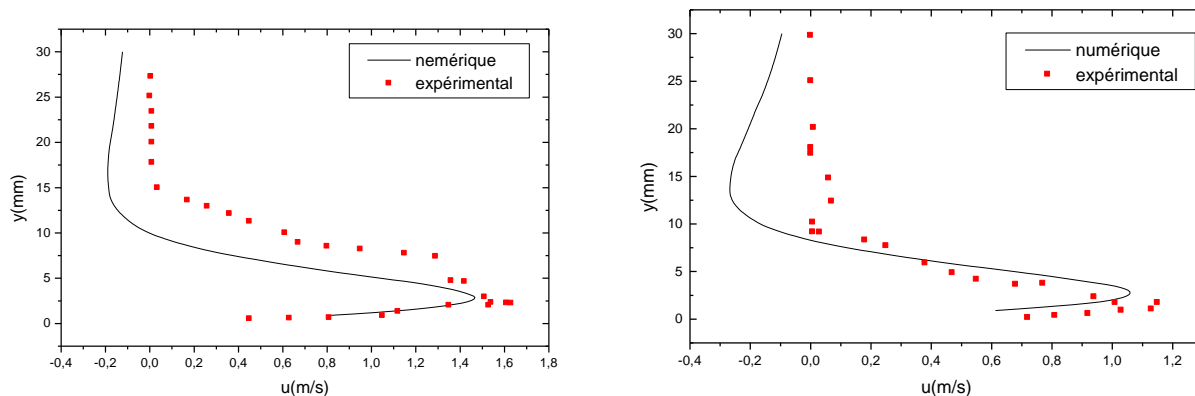 30
25
20
15
10
5
0
y(mm)
-0,4 -0,2 0,0 0,2 0,4 0,6 0,8 1,0 1,2 1,4 1,6 1,8
u(m/s)
nemérique
expérimental
30
25
20
15
10
5
0
y(mm)
-0,4 -0,2 0,0 0,2 0,4 0,6 0,8 1,0 1,2
u(m/s)
numérique
expérimental